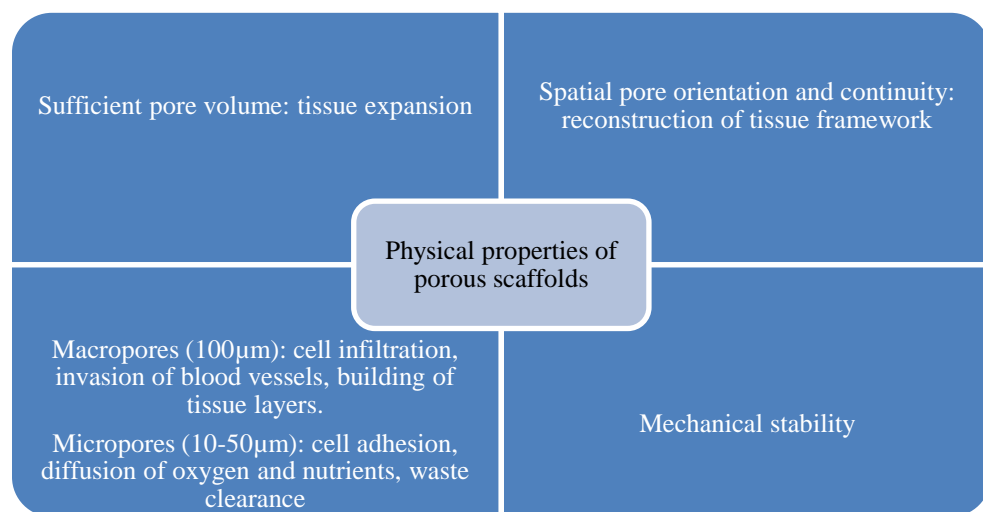 Sufficient pore volume: tissue expansion
Spatial pore orientation and continuity:
reconstruction of tissue framework
Physical properties of
porous scaffolds
Macropores (100µm): cell infiltration,
invasion of blood vessels, building of
tissue layers.
Micropores (10-50µm): cell adhesion,
diffusion of oxygen and nutrients, waste
clearance
Mechanical stability